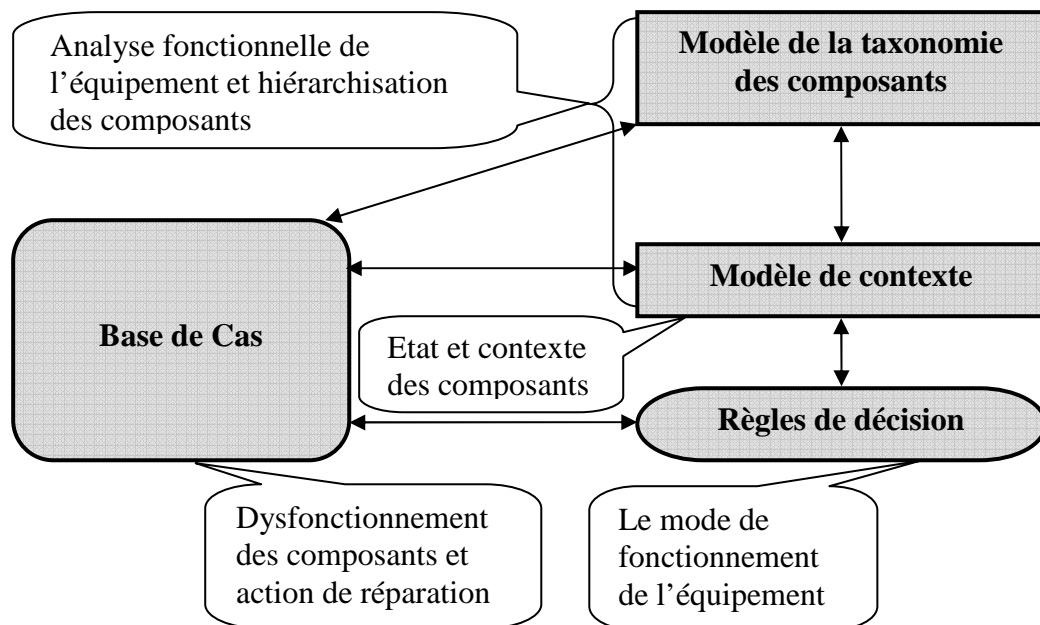 Analyse fonctionnelle de
l’équipement et hiérarchisation
des composants
Modèle de la taxonomie
des composants
Modèle de contexte
Base de Cas
Etat et contexte
des composants
Règles de décision
Dysfonctionnement
des composants et
action de réparation
Le mode de
fonctionnement
de l’équipement